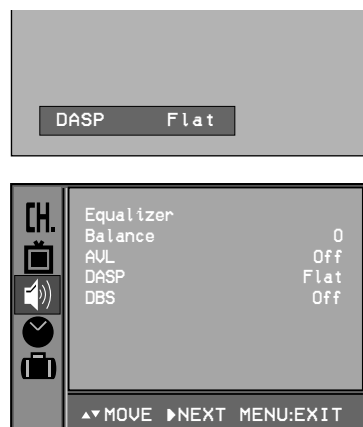 DASP Flat
CH.
Equalizer
Balance 0
AVL Off
DASP Flat
DBS Off
▲▼MOVE ▶NEXT MENU:EXIT